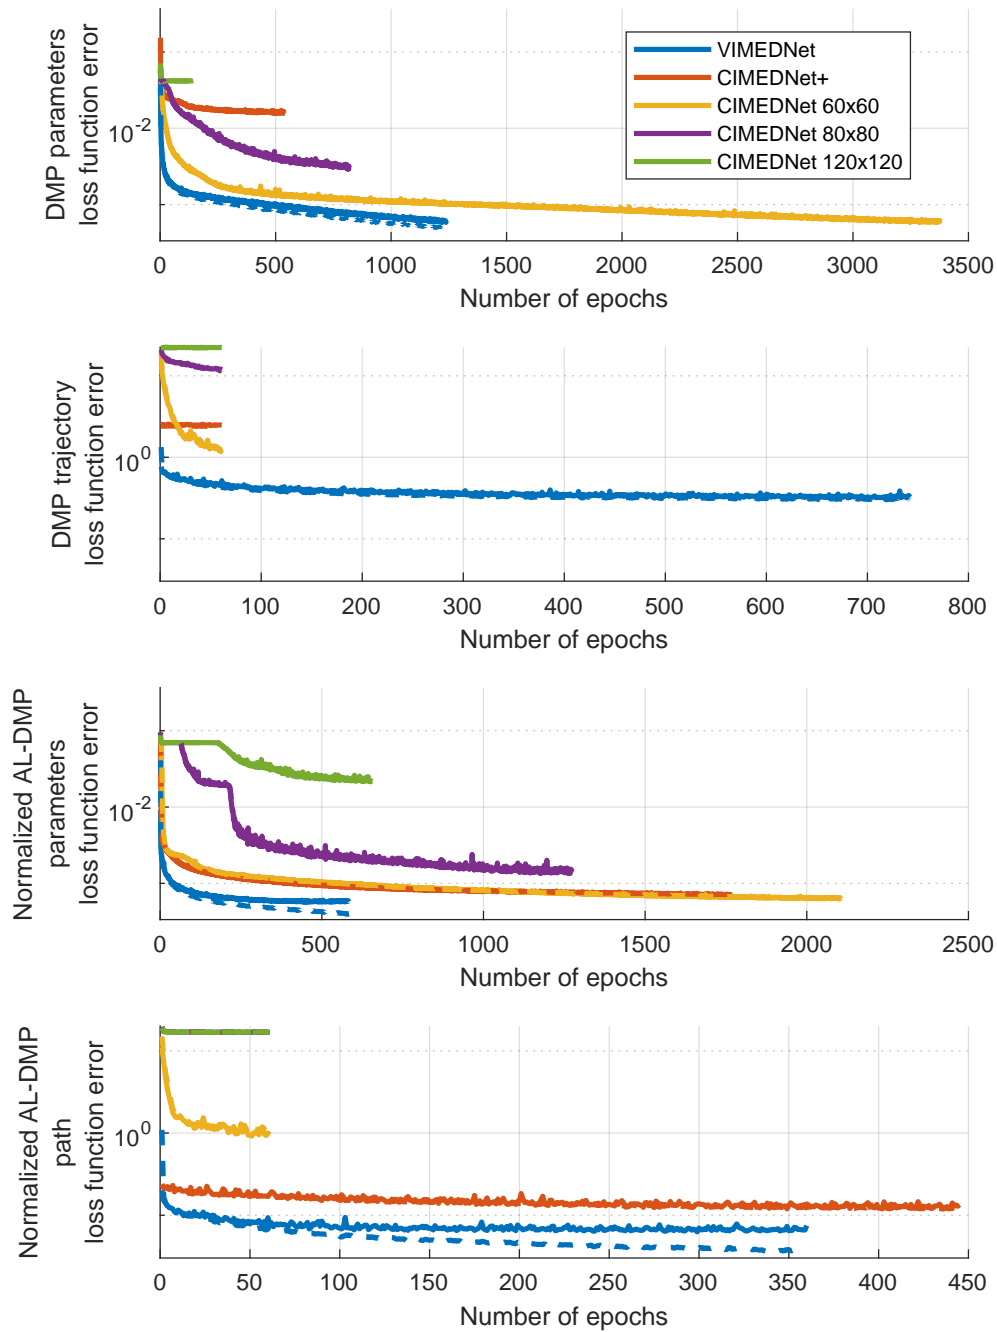 DMP parameters
loss function error
10^-2
VIMEDNet
CIMEDNet+
CIMEDNet 60x60
CIMEDNet 80x80
CIMEDNet 120x120
0 500 1000 1500 2000 2500 3000 3500
Number of epochs
DMP trajectory
loss function error
10^0
0 100 200 300 400 500 600 700 800
Number of epochs
Normalized AL-DMP
parameters
loss function error
10^-2
0 500 1000 1500 2000 2500
Number of epochs
Normalized AL-DMP
path
loss function error
10^0
0 50 100 150 200 250 300 350 400 450
Number of epochs